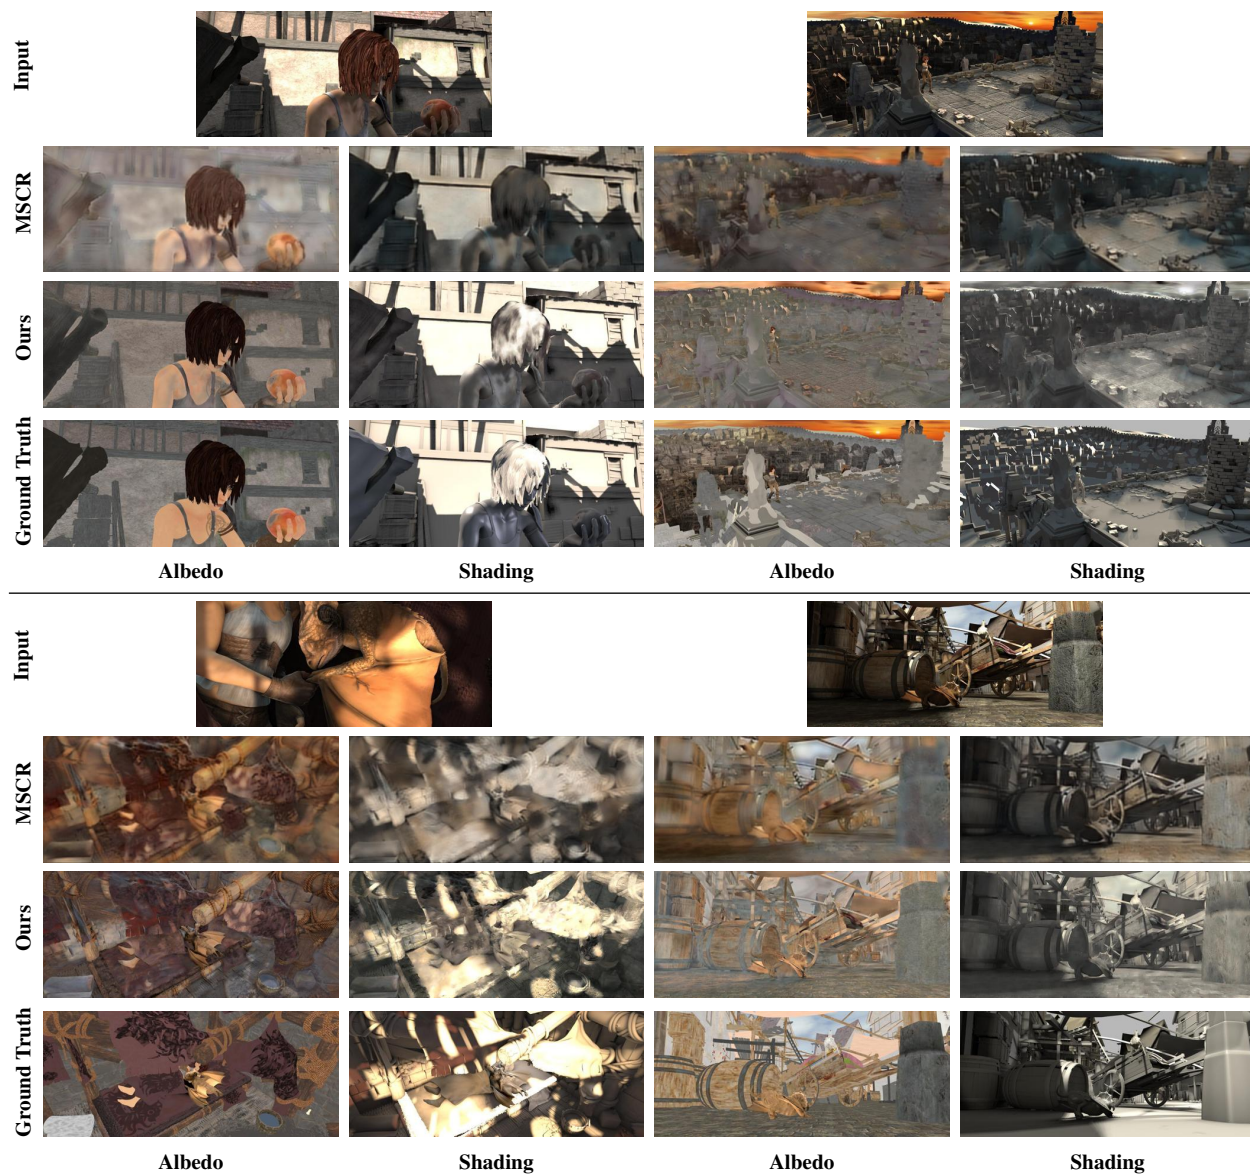 Input
MSCR
Ours
Ground Truth
Albedo Shading Albedo Shading
Input
MSCR
Ours
Ground Truth
Albedo Shading Albedo Shading